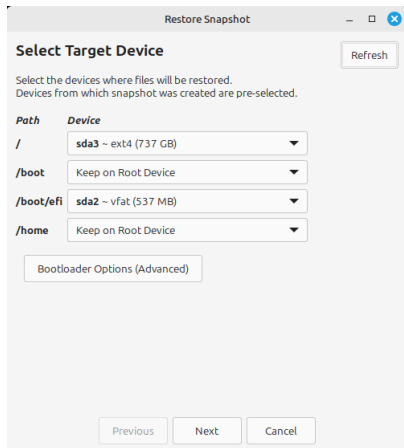 Restore Snapshot
Select Target Device
Refresh
Select the devices where files will be restored.
Devices from which snapshot was created are pre-selected.
Path Device
/ sda3 ~ ext4 (737 GB)
/boot Keep on Root Device
/boot/efi sda2 ~ vfat (537 MB)
/home Keep on Root Device
Bootloader Options (Advanced)
Previous Next Cancel